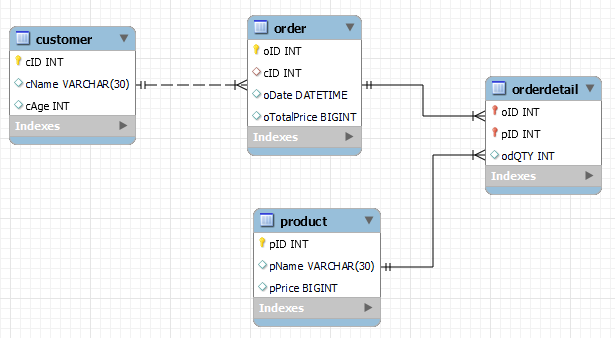 customer
cID INT
cName VARCHAR(30)
cAge INT
Indexes
order
oID INT
cID INT
oDate DATETIME
oTotalPrice BIGINT
Indexes
orderdetail
oID INT
pID INT
odQTY INT
Indexes
product
pID INT
pName VARCHAR(30)
pPrice BIGINT
Indexes